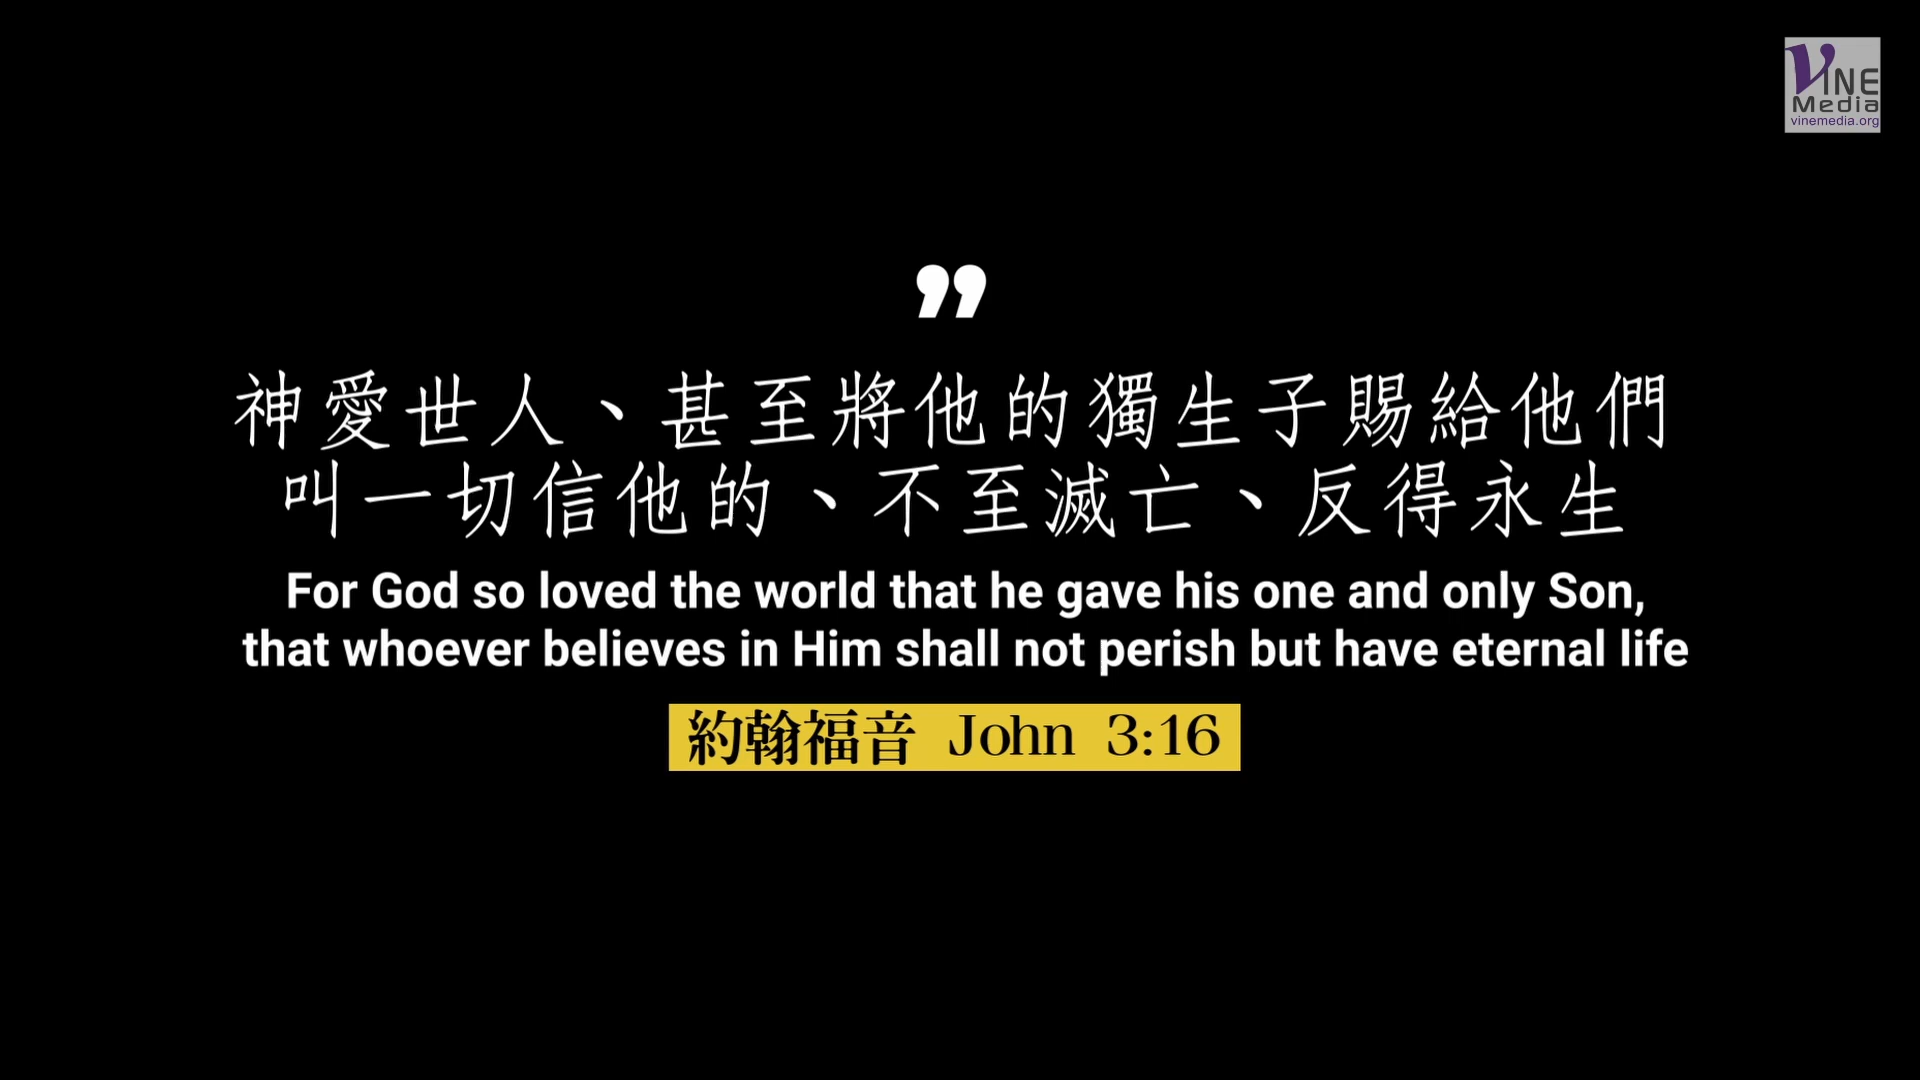 VINE
Media
vinemedia.org
”
神愛世人、甚至將他的獨生子賜給他們
叫一切信他的、不至滅亡、反得永生
For God so loved the world that he gave his one and only Son,
that whoever believes in Him shall not perish but have eternal life
約翰福音 John 3:16